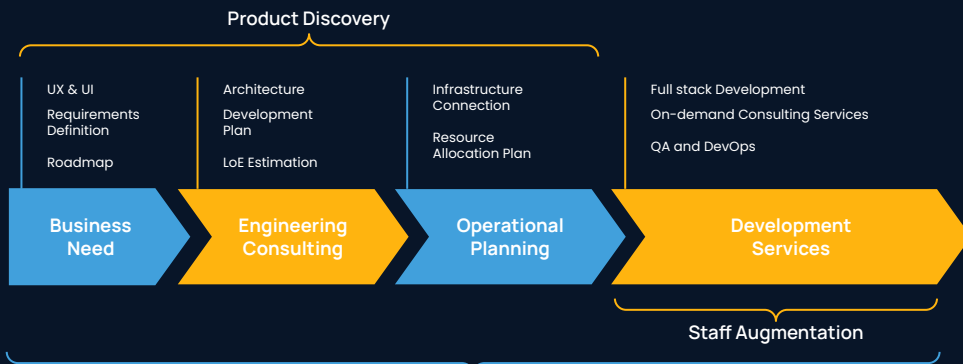 Product Discovery
UX & UI
Requirements
Definition
Roadmap
Architecture
Development
Plan
LoE Estimation
Infrastructure
Connection
Resource
Allocation Plan
Full stack Development
On-demand Consulting Services
QA and DevOps
Business
Need
Engineering
Consulting
Operational
Planning
Development
Services
Staff Augmentation